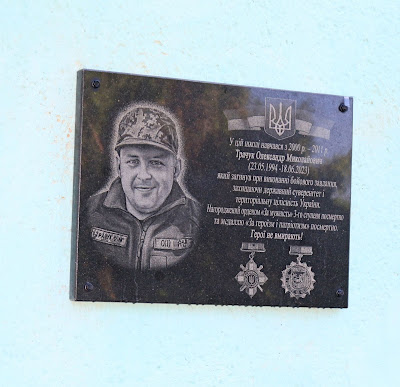 У цій школі навчався з 2000 р. – 2011 р.
Трачук Олександр Миколайович
(23.05.1994 -18.06.2023)
який загинув при виконанні бойового завдання,
захищаючи державний суверенітет і
територіальну цілісність України.
Нагороджений орденом «За мужність» 3-го ступеня посмертно
та медаллю «За героїзм і патріотизм» посмертно.
Герої не вмирають!